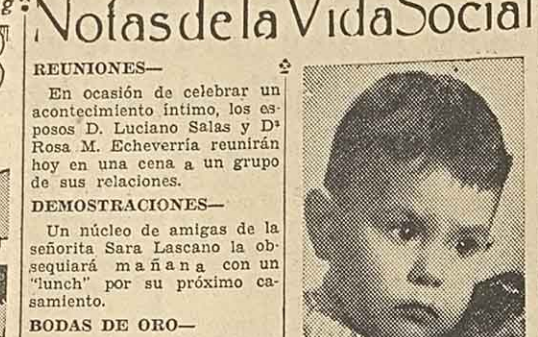 Notas de la Vida Social
REUNIONES—
En ocasión de celebrar un
acontecimiento íntimo, los es-
posos D. Luciano Salas y Dª
Rosa M. Echeverría reunirán
hoy en una cena a un grupo
de sus relaciones.
DEMOSTRACIONES—
Un núcleo de amigas de la
señorita Sara Lascano la ob-
sequiará mañana con un
"lunch" por su próximo ca-
samiento.
BODAS DE ORO—